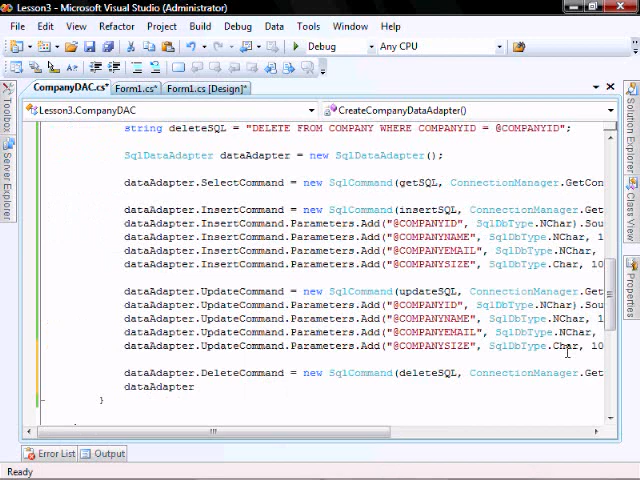 Lesson3 - Microsoft Visual Studio (Administrator)
File Edit View Refactor Project Build Debug Data Tools Test Window Help
Debug Any CPU
CompanyDAC.cs* Form1.cs* Form1.cs [Design]*
Lesson3.CompanyDAC CreateCompanyDataAdapter()
string deleteSQL = "DELETE FROM COMPANY WHERE COMPANYID = @COMPANYID";
SqlDataAdapter dataAdapter = new SqlDataAdapter();
dataAdapter.SelectCommand = new SqlCommand(getSQL, ConnectionManager.GetCon
dataAdapter.InsertCommand = new SqlCommand(insertSQL, ConnectionManager.Get
dataAdapter.InsertCommand.Parameters.Add("@COMPANYID", SqlDbType.NChar).Sou
dataAdapter.InsertCommand.Parameters.Add("@COMPANYNAME", SqlDbType.NChar, 1
dataAdapter.InsertCommand.Parameters.Add("@COMPANYEMAIL", SqlDbType.NChar,
dataAdapter.InsertCommand.Parameters.Add("@COMPANYSIZE", SqlDbType.Char, 10
dataAdapter.UpdateCommand = new SqlCommand(updateSQL, ConnectionManager.Get
dataAdapter.UpdateCommand.Parameters.Add("@COMPANYID", SqlDbType.NChar).Sou
dataAdapter.UpdateCommand.Parameters.Add("@COMPANYNAME", SqlDbType.NChar, 1
dataAdapter.UpdateCommand.Parameters.Add("@COMPANYEMAIL", SqlDbType.NChar,
dataAdapter.UpdateCommand.Parameters.Add("@COMPANYSIZE", SqlDbType.Char, 10
dataAdapter.DeleteCommand = new SqlCommand(deleteSQL, ConnectionManager.Get
dataAdapter
}
Toolbox
Server Explorer
Solution Explorer
Class View
Properties
Error List Output
Ready